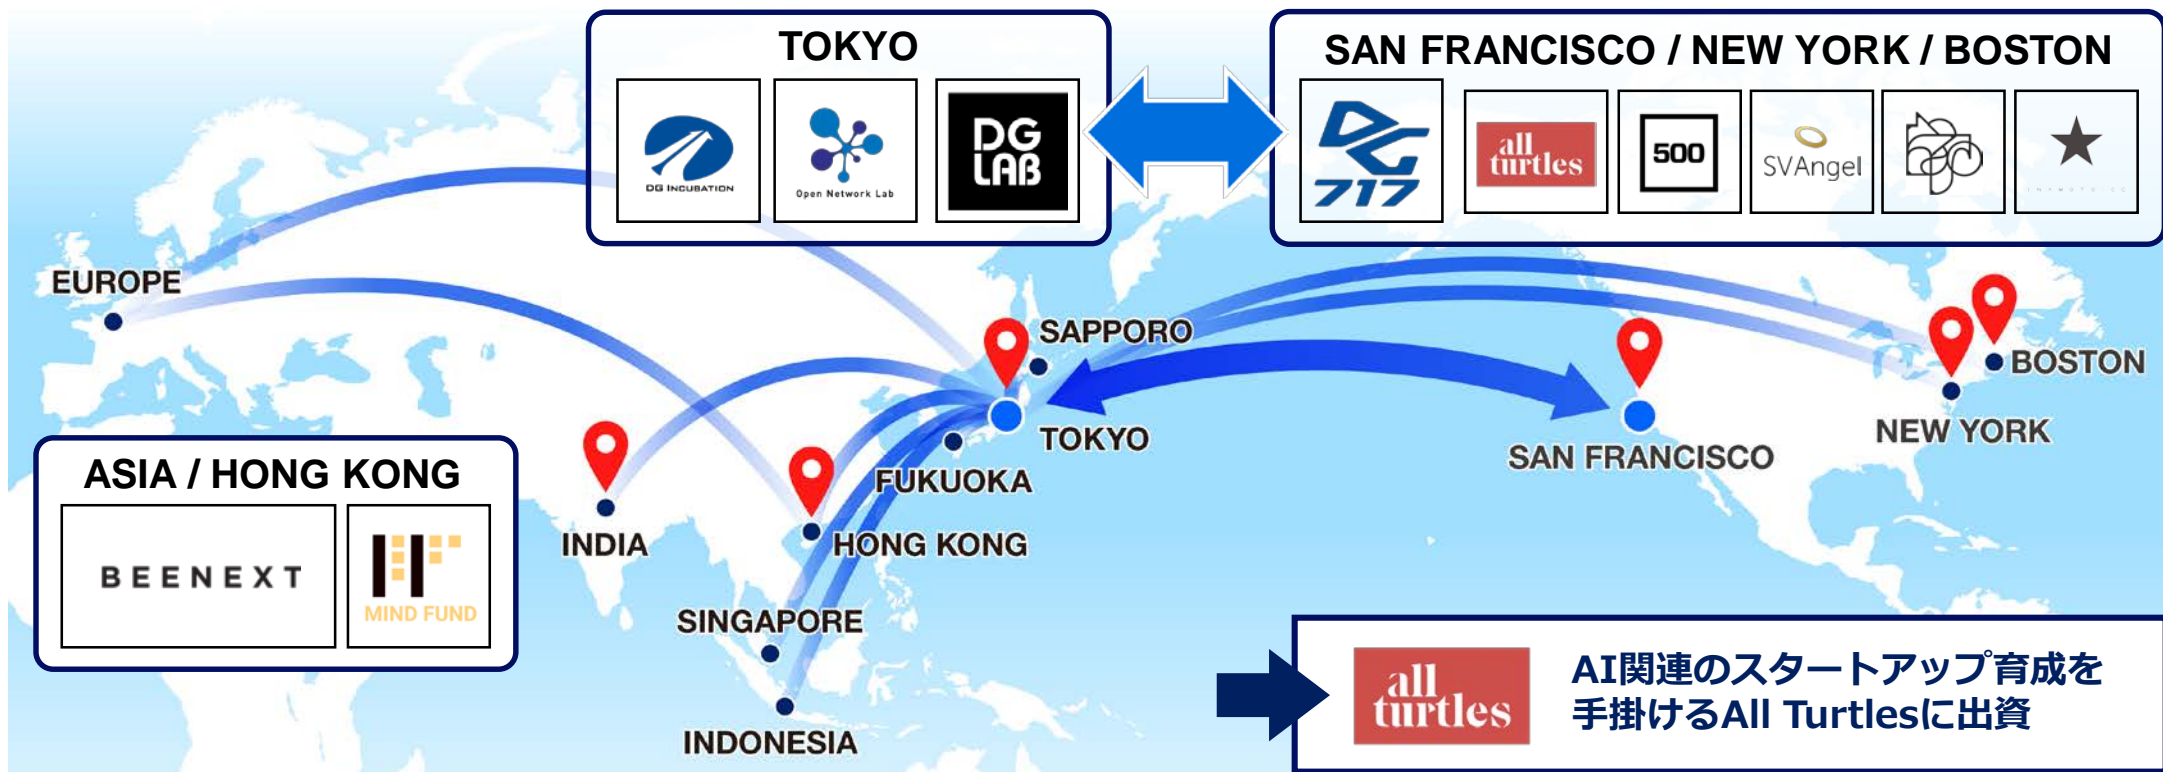 TOKYO
DG INCUBATION
Open Network Lab
DG
LAB
SAN FRANCISCO / NEW YORK / BOSTON
DG
717
all
turtles
500
SVAngel
EUROPE
SAPPORO
TOKYO
FUKUOKA
SAN FRANCISCO
BOSTON
NEW YORK
INDIA
HONG KONG
SINGAPORE
INDONESIA
ASIA / HONG KONG
BEENEXT
MIND FUND
all
turtles
AI関連のスタートアップ育成を
手掛けるAll Turtlesに出資